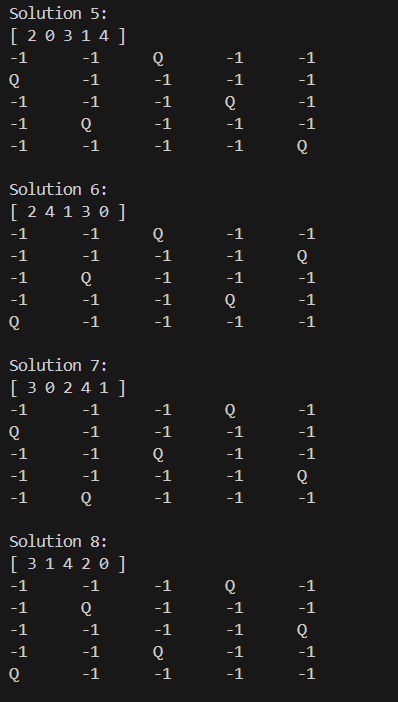 Solution 5:
[ 2 0 3 1 4 ]
-1 -1 Q -1 -1
Q -1 -1 -1 -1
-1 -1 -1 Q -1
-1 Q -1 -1 -1
-1 -1 -1 -1 Q
Solution 6:
[ 2 4 1 3 0 ]
-1 -1 Q -1 -1
-1 -1 -1 -1 Q
-1 Q -1 -1 -1
-1 -1 -1 Q -1
Q -1 -1 -1 -1
Solution 7:
[ 3 0 2 4 1 ]
-1 -1 -1 Q -1
Q -1 -1 -1 -1
-1 -1 Q -1 -1
-1 -1 -1 -1 Q
-1 Q -1 -1 -1
Solution 8:
[ 3 1 4 2 0 ]
-1 -1 -1 Q -1
-1 Q -1 -1 -1
-1 -1 -1 -1 Q
-1 -1 Q -1 -1
Q -1 -1 -1 -1